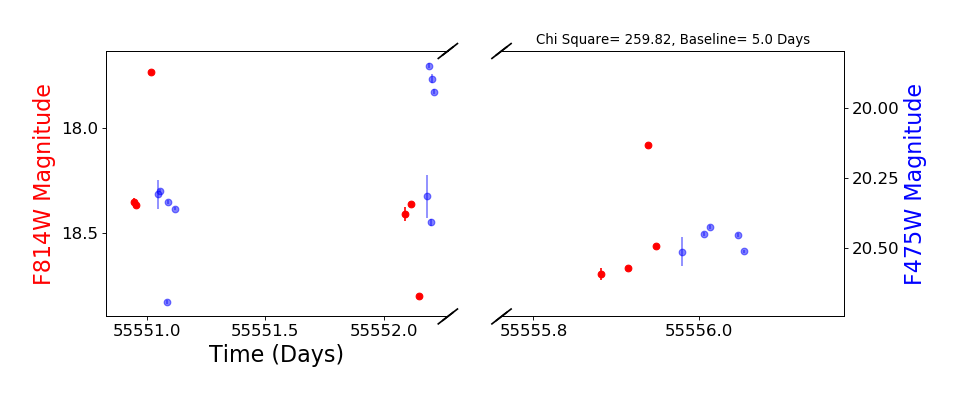 Chi Square= 259.82, Baseline= 5.0 Days
F814W Magnitude
18.0
18.5
20.00
20.25
20.50
F475W Magnitude
55551.0
55551.5
55552.0
55555.8
55556.0
Time (Days)